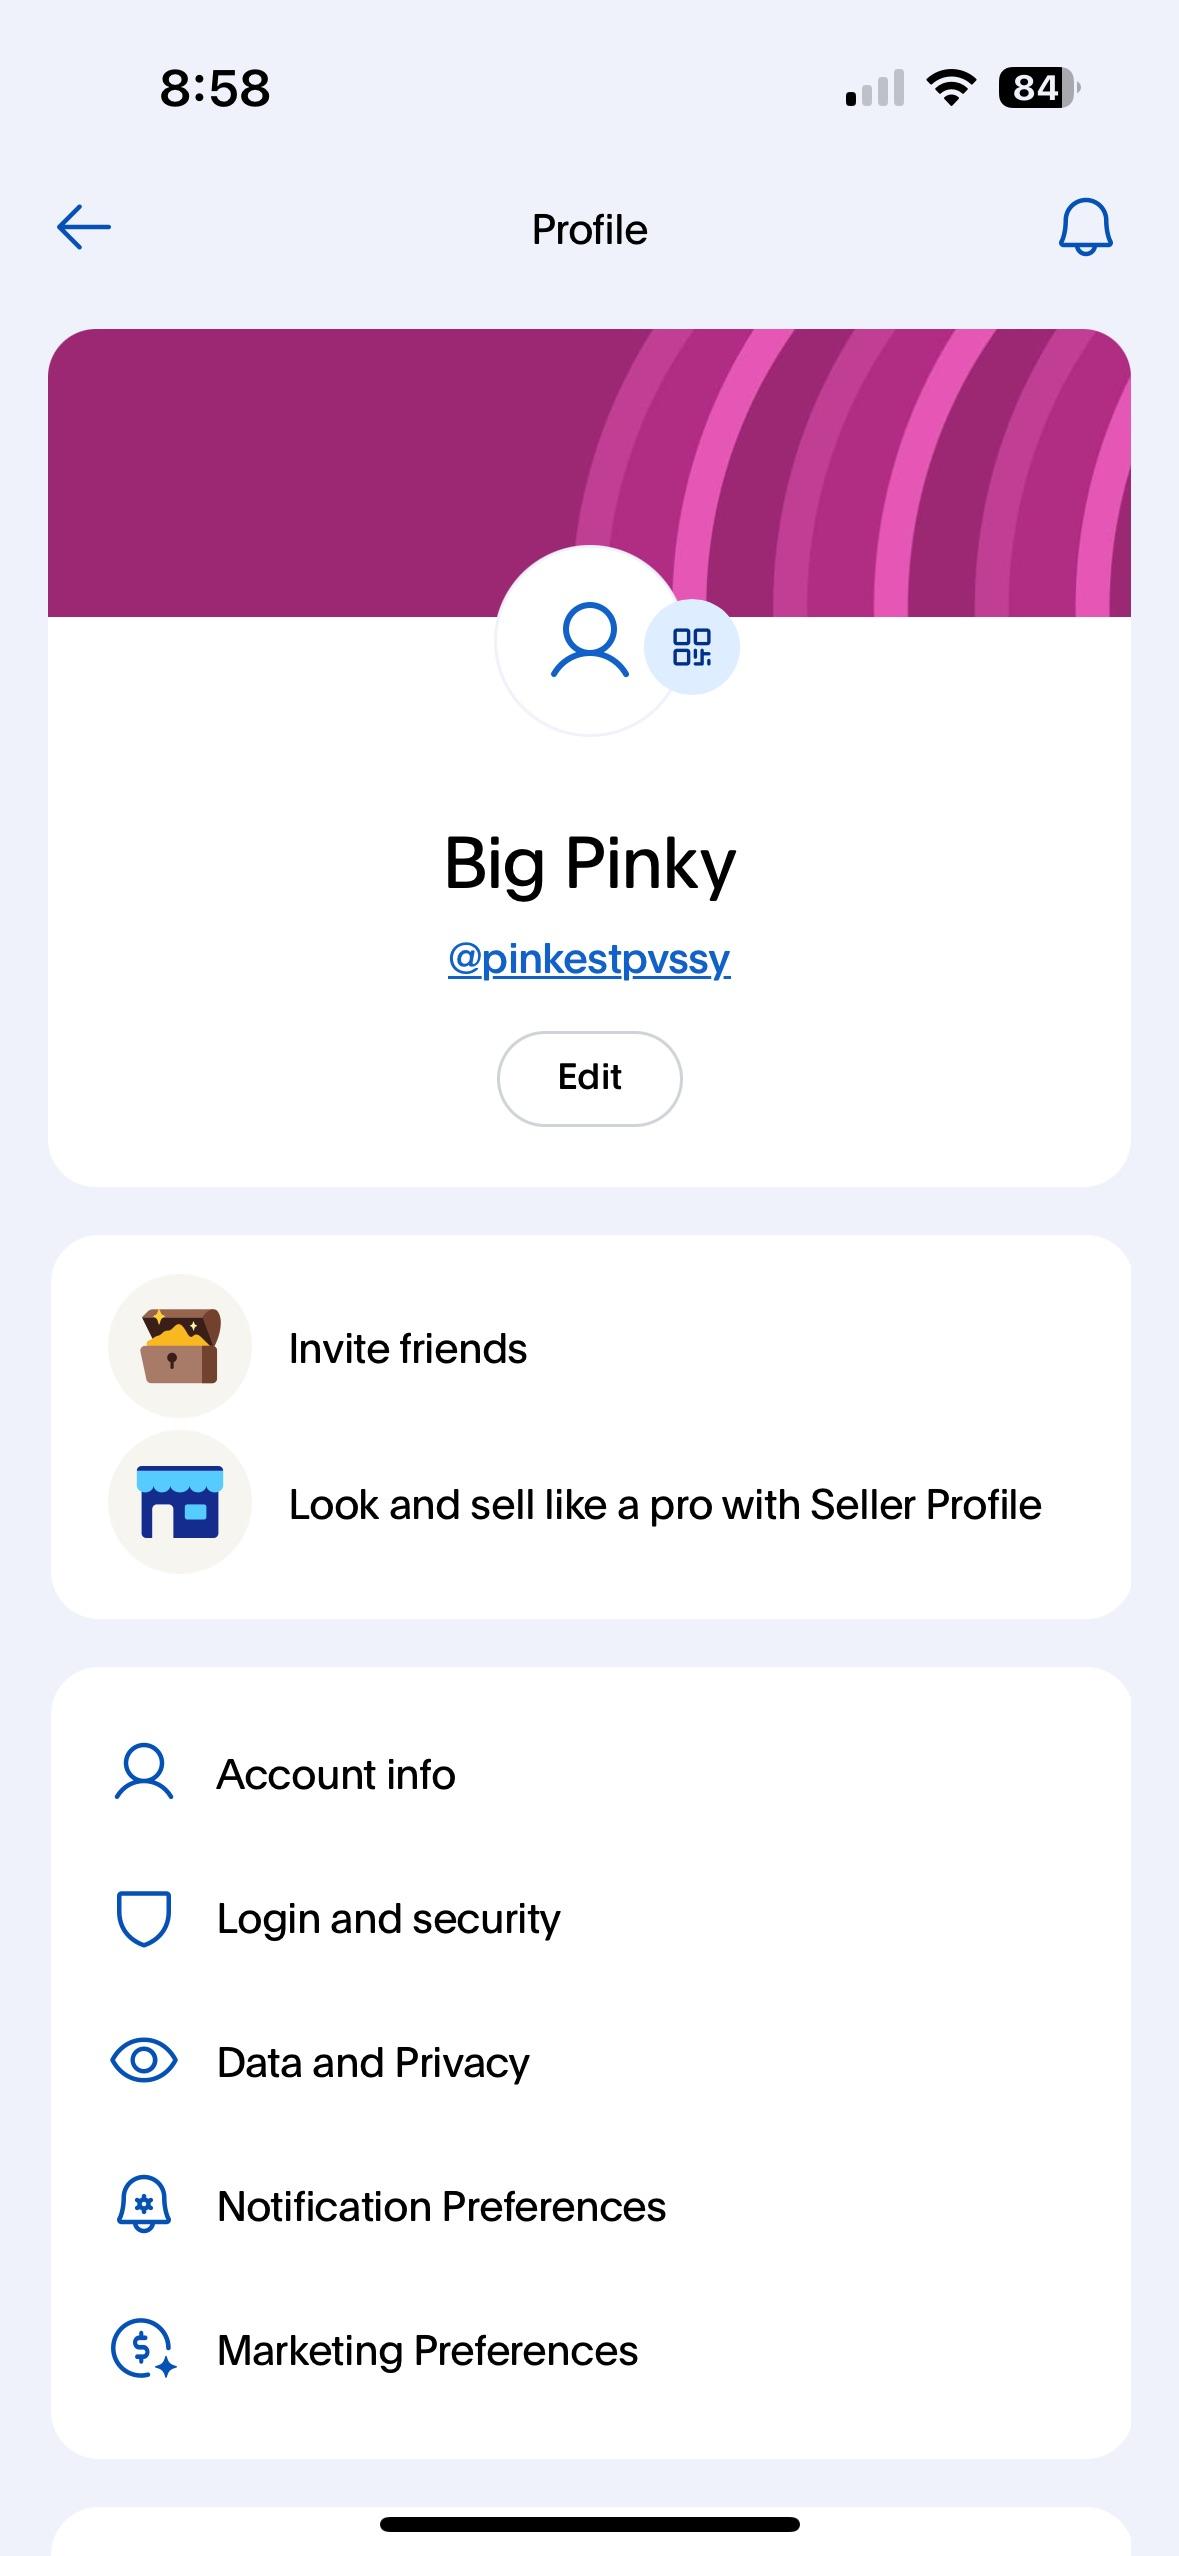 8:58
84
Profile
Big Pinky
@pinkestpvssy
Edit
Invite friends
Look and sell like a pro with Seller Profile
Account info
Login and security
Data and Privacy
Notification Preferences
Marketing Preferences